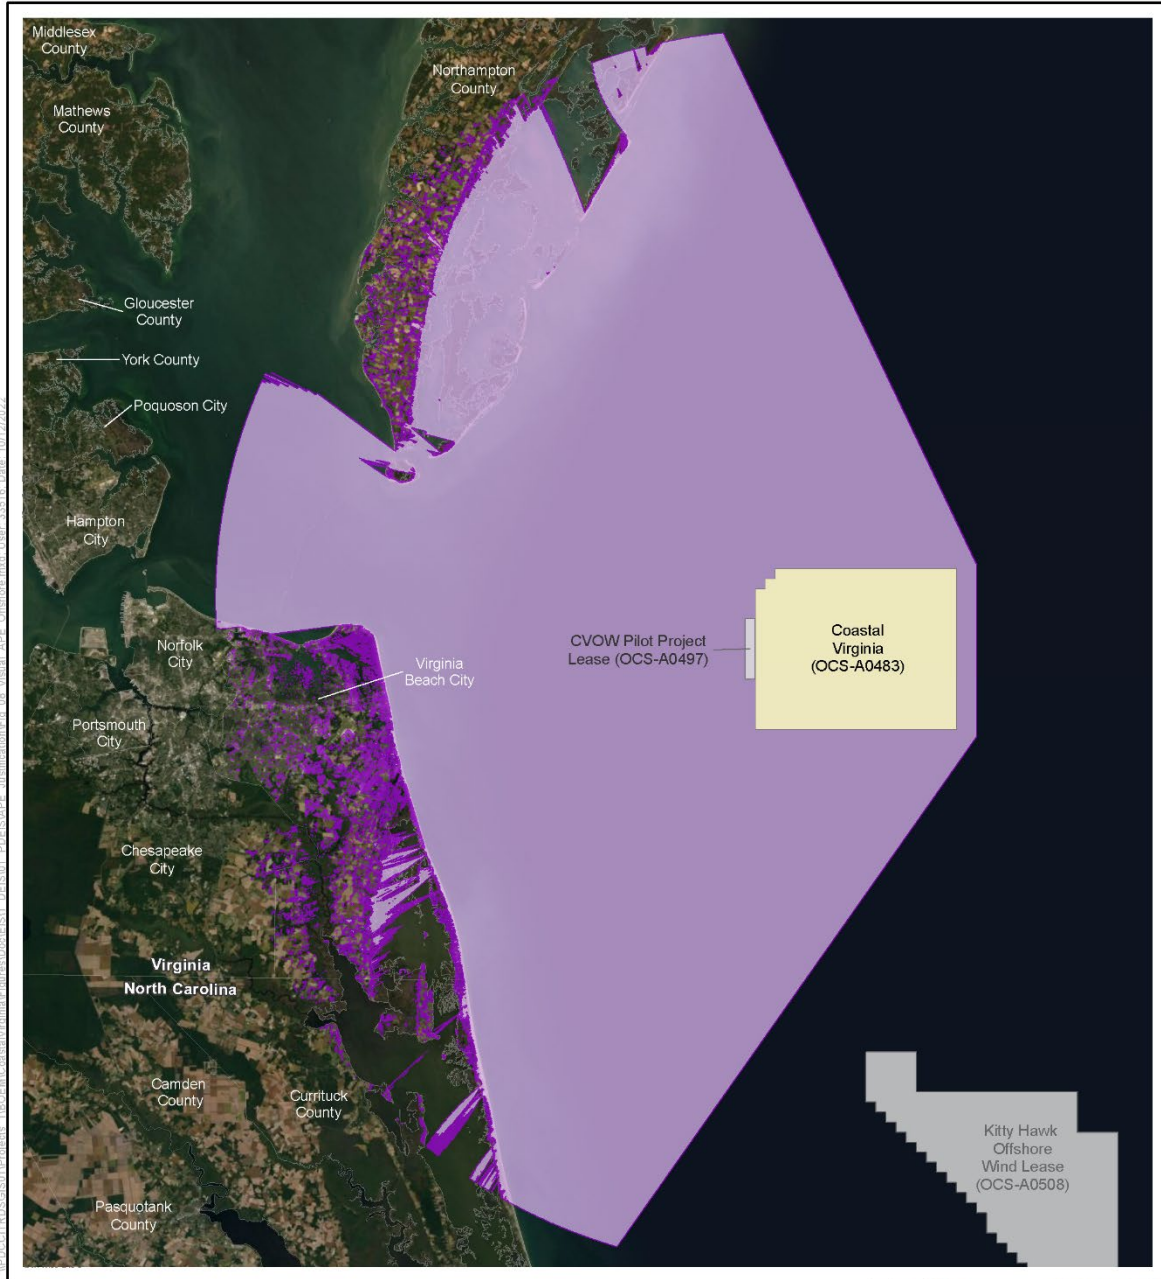 Middlesex
County
Northampton
County
Mathews
County
Gloucester
County
York County
Poquoson City
Hampton
City
Norfolk
City
Virginia
Beach City
CVOW Pilot Project
Lease (OCS-A0497)
Coastal
Virginia
(OCS-A0483)
Portsmouth
City
Chesapeake
City
Virginia
North Carolina
Camden
County
Currituck
County
Kitty Hawk
Offshore
Wind Lease
(OCS-A0508)
Pasquotank
County